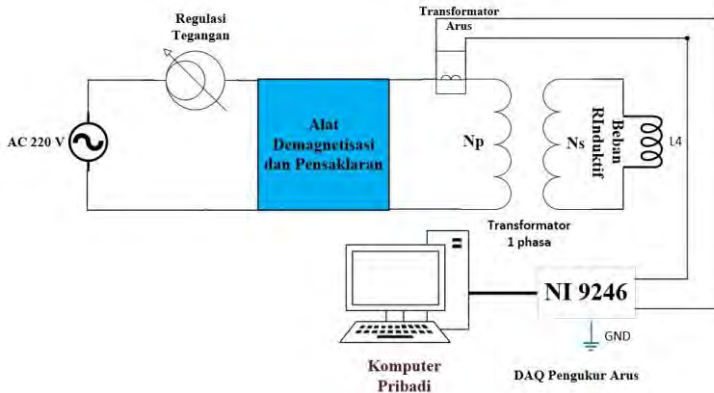 Transformator
Arus
Regulasi
Tegangan
AC 220 V
Alat
Demagnetisasi
dan Pensaklaran
Np
Ns
Beban
RInduktif
L4
Transformator
1 phasa
NI 9246
GND
Komputer
Pribadi
DAQ Pengukur Arus